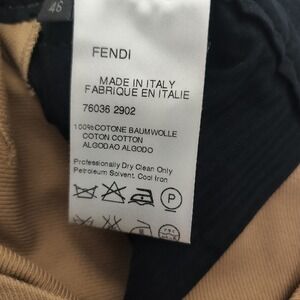 46
FENDI
MADE IN ITALY
FABRIQUE EN ITALIE
76036 2902
100%COTONE BAUMWOLLE
COTON COTTON
ALGODAO ALGODO
Professionally Dry Clean Only
Petroleum Solvent. Cool Iron
P